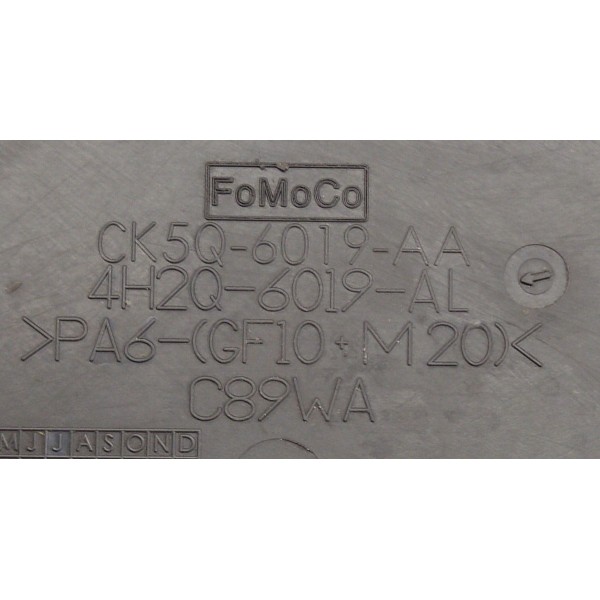 FoMoCo
CK5Q-6019-AA
4H2Q-6019-AL
>PA6-(GF10+M20)<
C89WA
MJJASOND